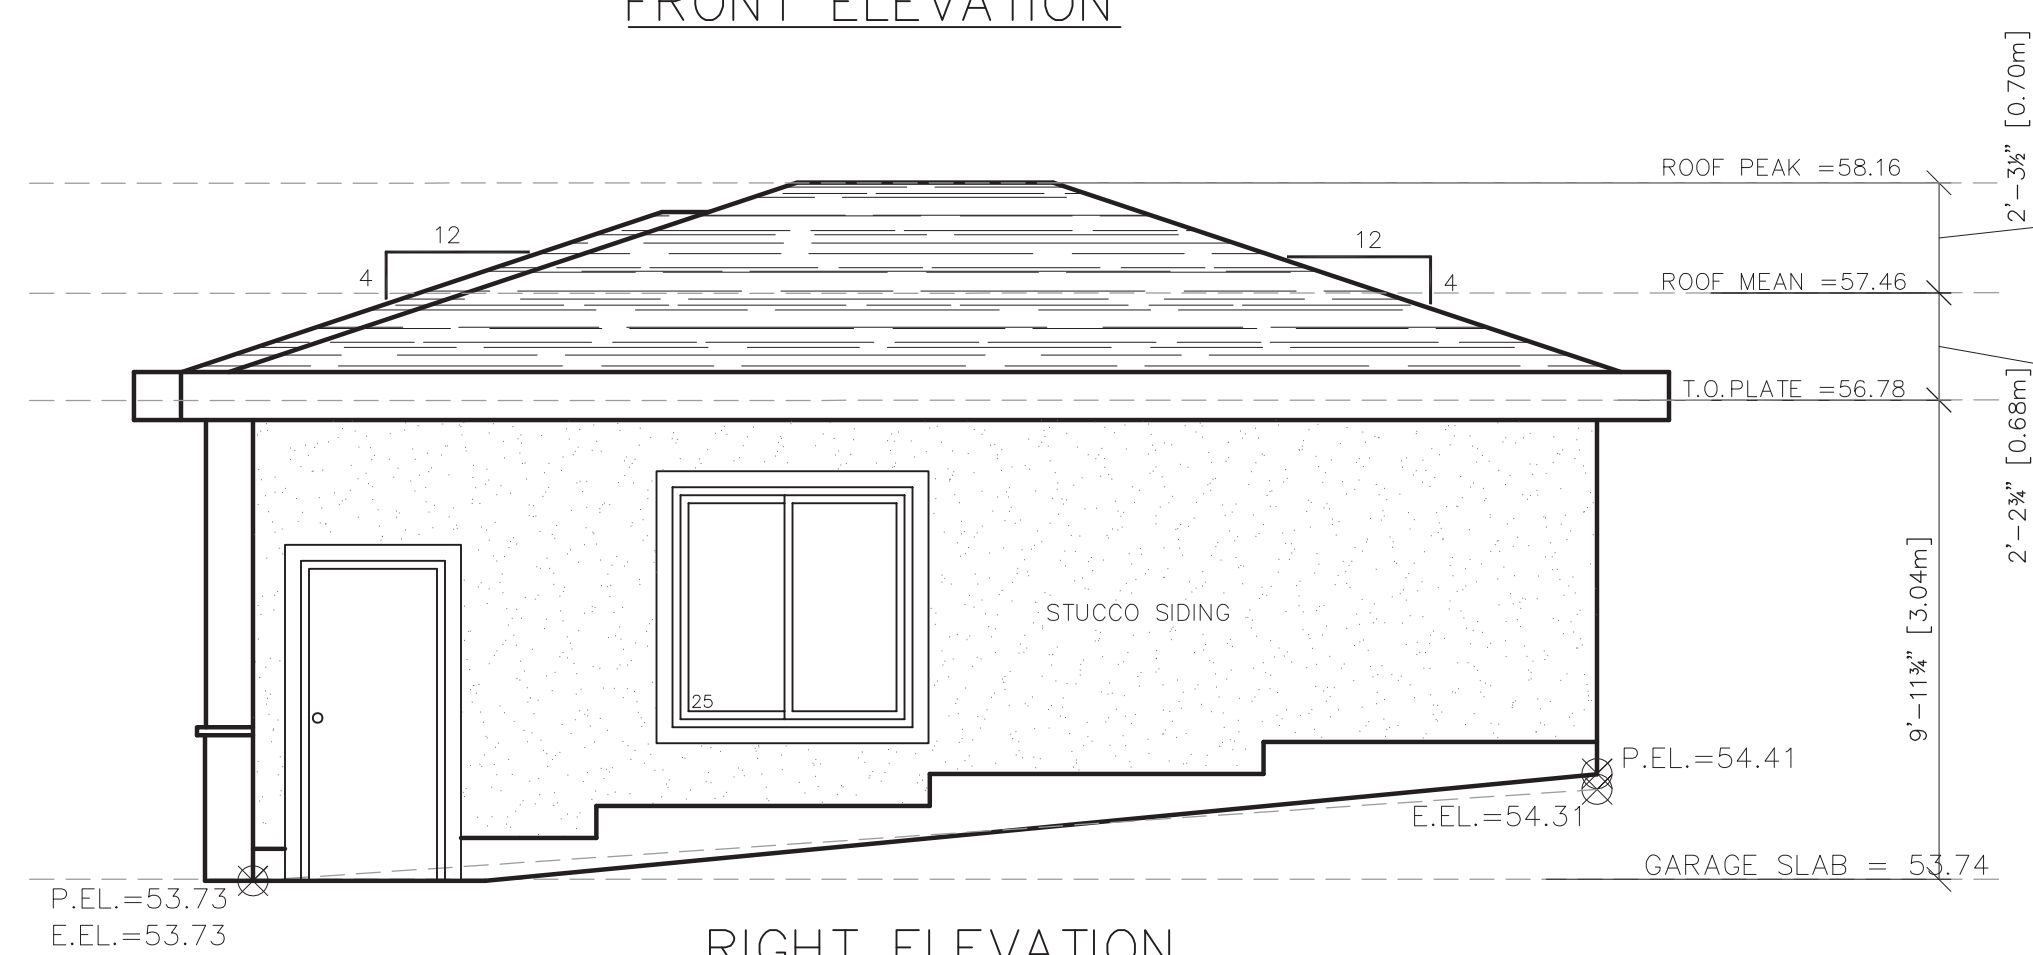 FRONT ELEVATION
2'-3½" [0.70m]
ROOF PEAK =58.16
12
4
12
4
ROOF MEAN =57.46
T.O.PLATE =56.78
2'-2¾" [0.68m]
9'-11¾" [3.04m]
STUCCO SIDING
25
P.EL.=54.41
E.EL.=54.31
GARAGE SLAB = 53.74
P.EL.=53.73
E.EL.=53.73
RIGHT ELEVATION